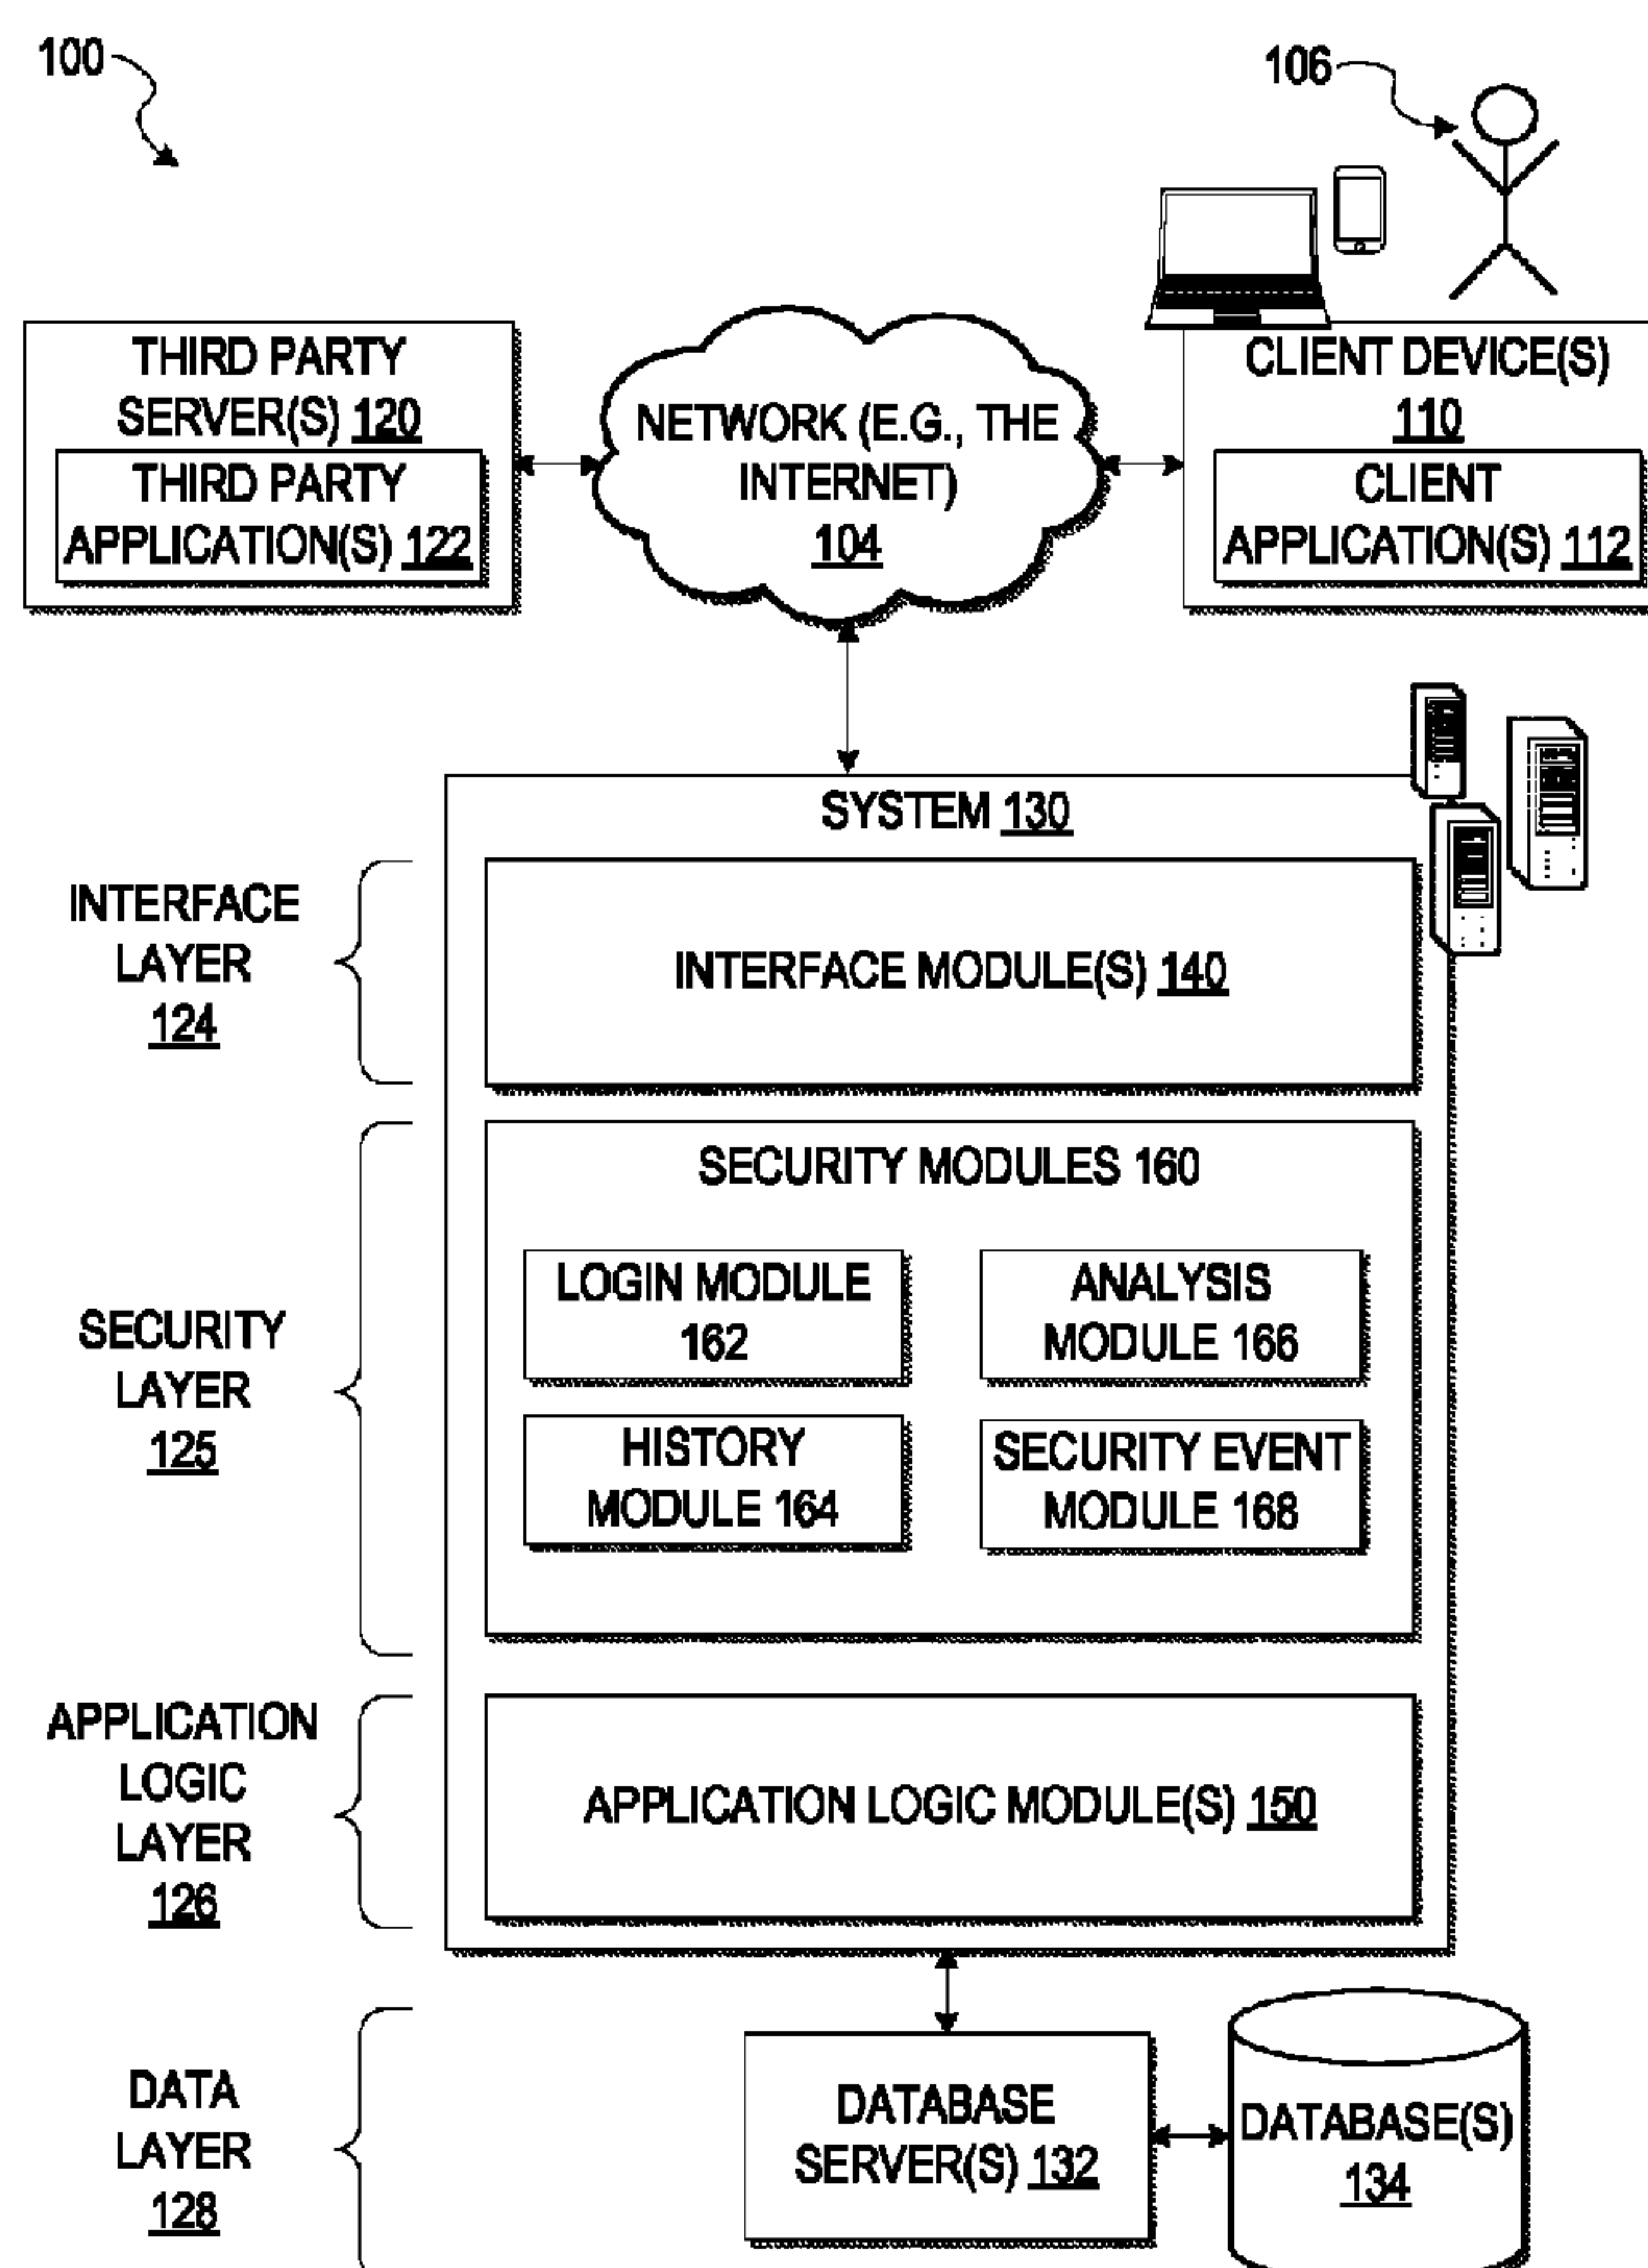 100
106
THIRD PARTY
SERVER(S) 120
THIRD PARTY
APPLICATION(S) 122
NETWORK (E.G., THE
INTERNET)
104
CLIENT DEVICE(S)
110
CLIENT
APPLICATION(S) 112
SYSTEM 130
INTERFACE
LAYER
124
INTERFACE MODULE(S) 140
SECURITY
LAYER
125
SECURITY MODULES 160
LOGIN MODULE
162
ANALYSIS
MODULE 166
HISTORY
MODULE 164
SECURITY EVENT
MODULE 168
APPLICATION
LOGIC
LAYER
126
APPLICATION LOGIC MODULE(S) 150
DATA
LAYER
128
DATABASE
SERVER(S) 132
DATABASE(S)
134